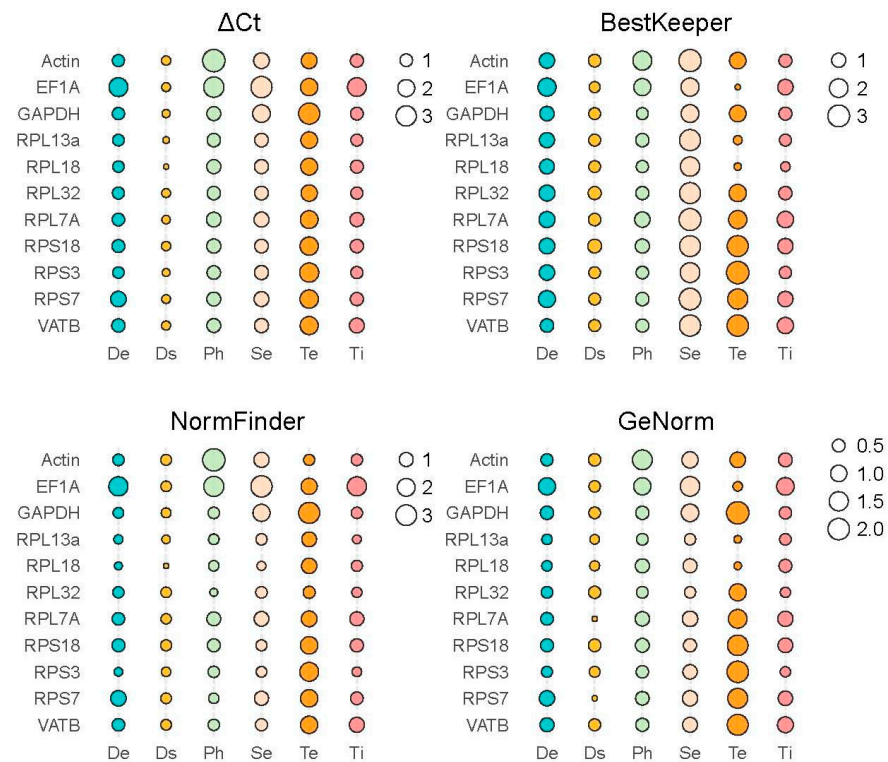 ΔCt
Actin
EF1A
GAPDH
RPL13a
RPL18
RPL32
RPL7A
RPS18
RPS3
RPS7
VATB
De Ds Ph Se Te Ti
1
2
3
BestKeeper
Actin
EF1A
GAPDH
RPL13a
RPL18
RPL32
RPL7A
RPS18
RPS3
RPS7
VATB
De Ds Ph Se Te Ti
1
2
3
NormFinder
Actin
EF1A
GAPDH
RPL13a
RPL18
RPL32
RPL7A
RPS18
RPS3
RPS7
VATB
De Ds Ph Se Te Ti
1
2
3
GeNorm
Actin
EF1A
GAPDH
RPL13a
RPL18
RPL32
RPL7A
RPS18
RPS3
RPS7
VATB
De Ds Ph Se Te Ti
0.5
1.0
1.5
2.0